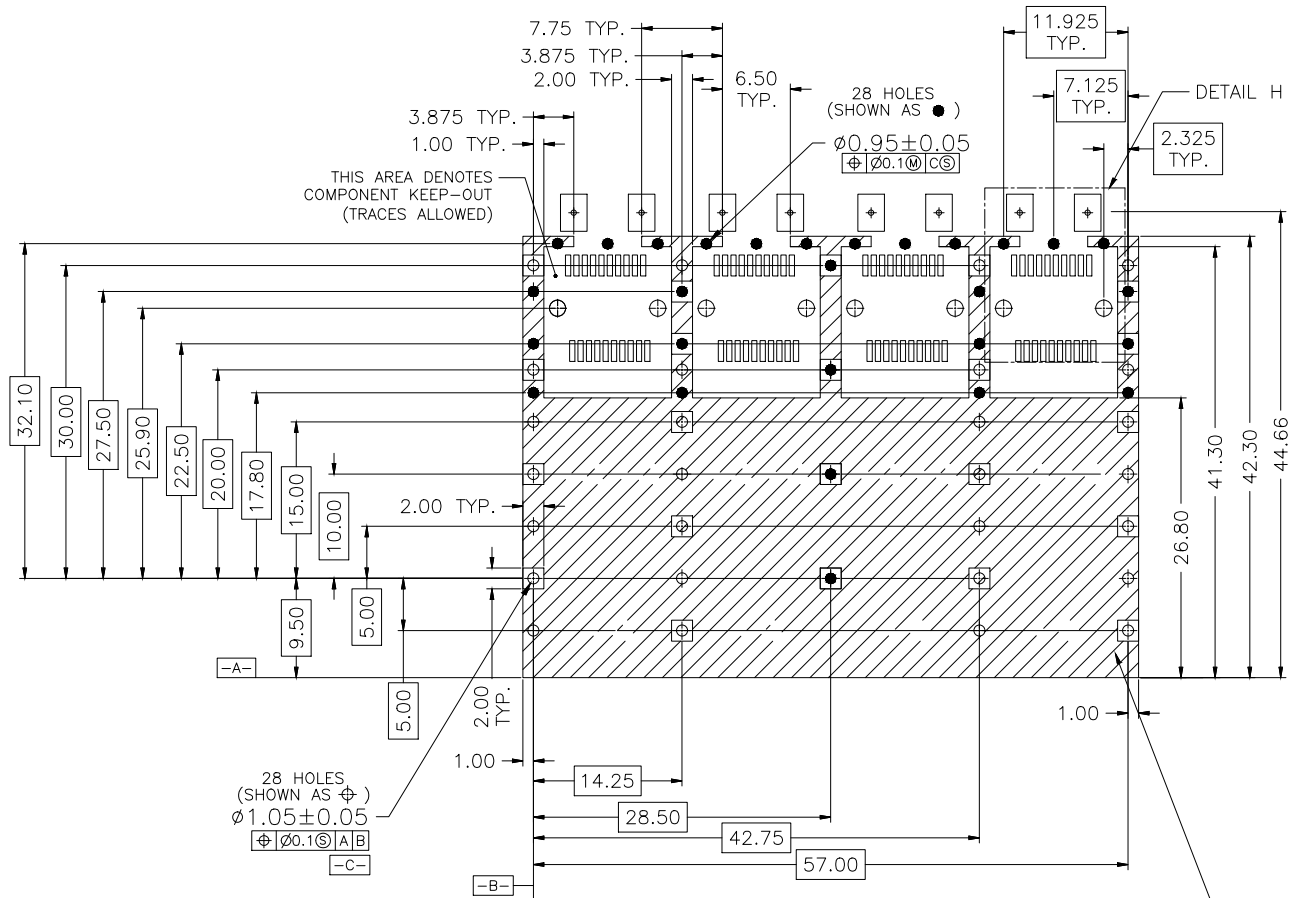 7.75 TYP.
3.875 TYP.
2.00 TYP.
6.50
TYP.
11.925
TYP.
7.125
TYP.
DETAIL H
2.325
TYP.
28 HOLES
(SHOWN AS ● )
Ø0.95±0.05
⌖ Ø0.1Ⓜ CⓈ
3.875 TYP.
1.00 TYP.
THIS AREA DENOTES
COMPONENT KEEP-OUT
(TRACES ALLOWED)
32.10
30.00
27.50
25.90
22.50
20.00
17.80
15.00
10.00
5.00
9.50
5.00
2.00 TYP.
2.00
TYP.
26.80
41.30
42.30
44.66
-A-
1.00
1.00
14.25
28.50
42.75
57.00
28 HOLES
(SHOWN AS ⌖ )
Ø1.05±0.05
⌖ Ø0.1Ⓢ A B
-C-
-B-